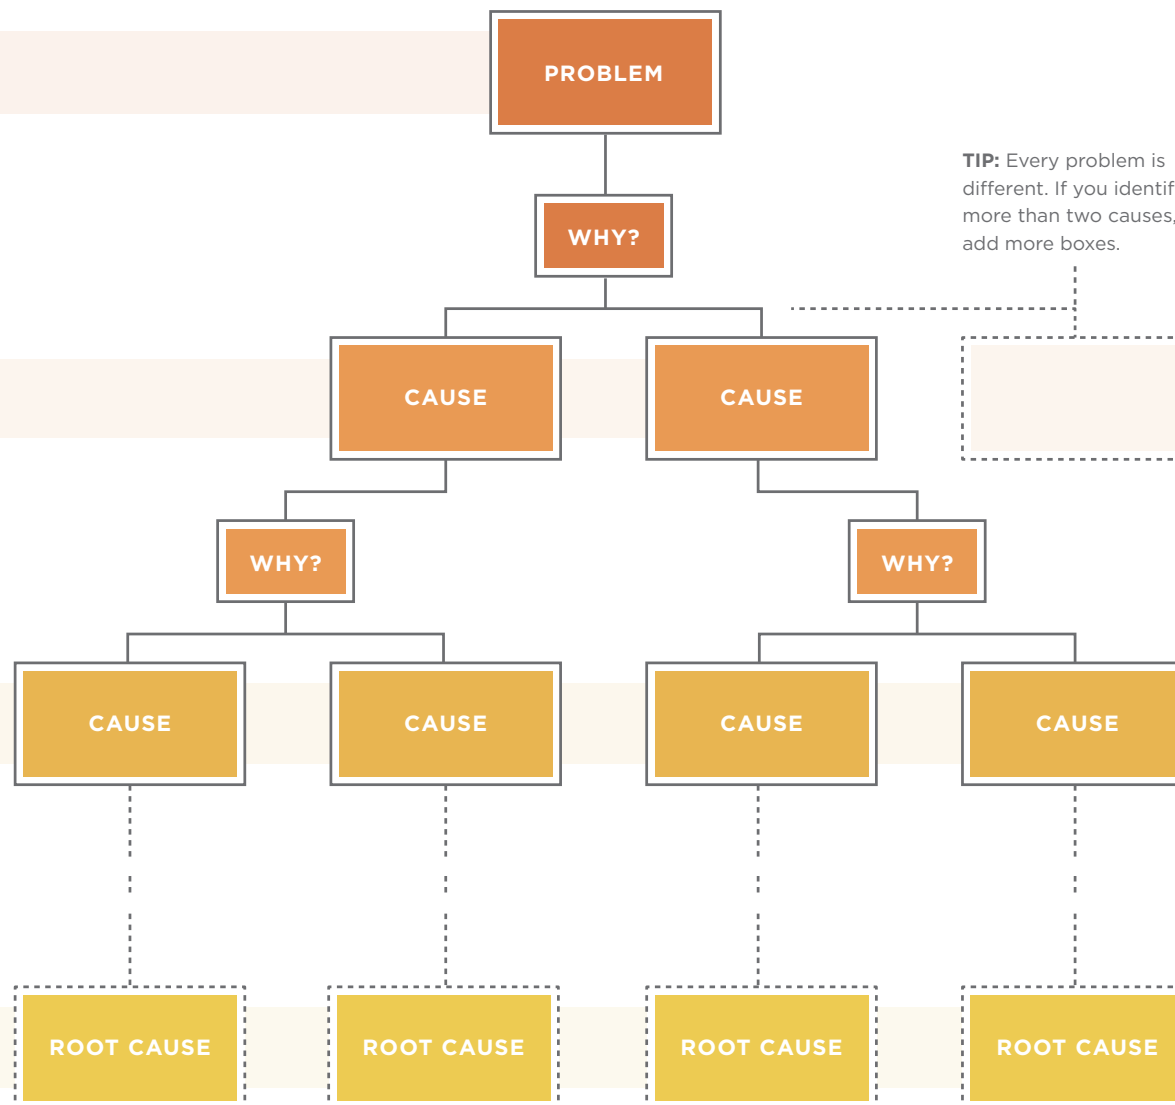 PROBLEM
TIP: Every problem is
different. If you identif
more than two causes,
add more boxes.
WHY?
CAUSE
CAUSE
WHY?
WHY?
CAUSE
CAUSE
CAUSE
CAUSE
ROOT CAUSE
ROOT CAUSE
ROOT CAUSE
ROOT CAUSE